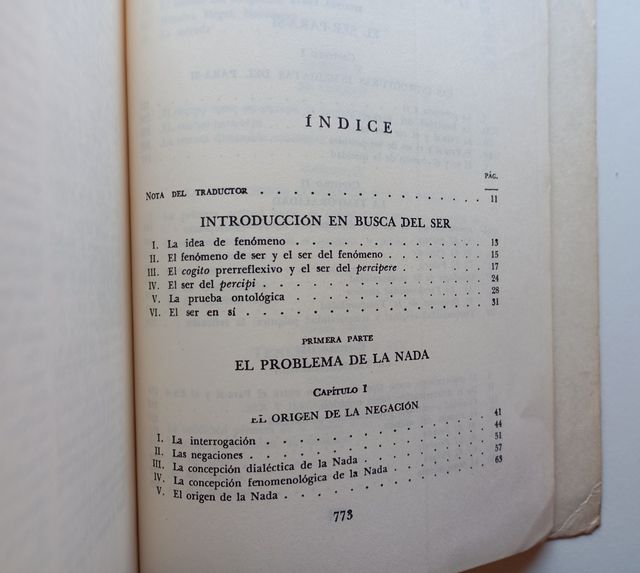 ÍNDICE
PÁG.
NOTA DEL TRADUCTOR . . . . . . . . . . . . . . . . 11
INTRODUCCIÓN EN BUSCA DEL SER
I. La idea de fenómeno . . . . . . . . . . . . 13
II. El fenómeno de ser y el ser del fenómeno . . . . . . . 15
III. El cogito prerreflexivo y el ser del percipere . . . . . . 17
IV. El ser del percipi . . . . . . . . . . . . . 24
V. La prueba ontológica . . . . . . . . . . . . 28
VI. El ser en sí . . . . . . . . . . . . . . . 31
PRIMERA PARTE
EL PROBLEMA DE LA NADA
CAPÍTULO I
EL ORIGEN DE LA NEGACIÓN
I. La interrogación . . . . . . . . . . . . . 41
II. Las negaciones . . . . . . . . . . . . . 44
III. La concepción dialéctica de la Nada . . . . . . . . 51
IV. La concepción fenomenológica de la Nada . . . . . . . 57
V. El origen de la Nada . . . . . . . . . . . . 63
773